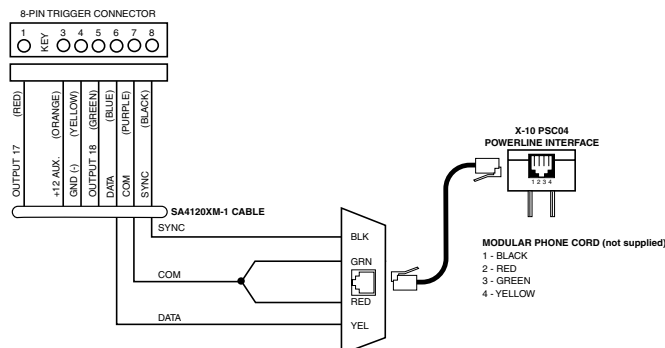 8-PIN TRIGGER CONNECTOR
1 KEY 3 4 5 6 7 8
OUTPUT 17 (RED)
+12 AUX. (ORANGE)
GND (-) (YELLOW)
OUTPUT 18 (GREEN)
DATA (BLUE)
COM (PURPLE)
SYNC (BLACK)
SA4120XM-1 CABLE
SYNC
COM
DATA
BLK
GRN
RED
YEL
X-10 PSC04
POWERLINE INTERFACE
1 2 3 4
MODULAR PHONE CORD (not supplied)
1 - BLACK
2 - RED
3 - GREEN
4 - YELLOW